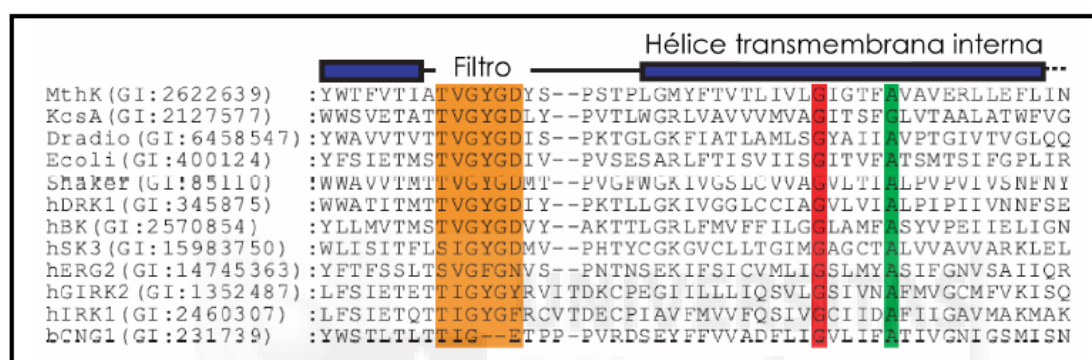 Hélice transmembrana interna
Filtro
MthK(GI:2622639) :YWTFVTIATVGYGDYS--PSTPLGMYFTVTLIVLGIGTFAVAVERLLEFLIN
KcsA(GI:2127577) :WWSVETATTVGYGDLY--PVTLWGRLVAVVVMVAGITSFGLVTAALATWFVG
Dradio(GI:6458547) :YWAVVTVTTVGYGDIS--PKTGLGKFIATLAMLSGYAIIAVPTGIVTVGLQQ
Ecoli(GI:400124) :YFSIETMSTVGYGDIV--PVSESARLFTISVIISGITVFATSMTSIFGPLIR
Shaker(GI:85110) :WWAVVTMTTVGYGDMT--PVGFWGKIVGSLCVVAGVLTIALPVPVIVSNFNY
hDRK1(GI:345875) :WWATITMTTVGYGDIY--PKTLLGKIVGGLCCIAGVLVIALPIPIIVNNFSE
hBK(GI:2570854) :YLLMVTMSTVGYGDVY--AKTTLGRLFMVFFILGGLAMFASYVPEIIELIGN
hSK3(GI:15983750) :WLISITFLSIGYGDMV--PHTYCGKGVCLLTGIMGAGCTALVVAVVARKLEL
hERG2(GI:14745363) :YFTFSSLTSVGFGNVS--PNTNSEKIFSICVMLIGSLMYASIFGNVSAIIQR
hGIRK2(GI:1352487) :LFSIETETTIGYGYRVITDKCPEGIILLLIQSVLGSIVNAFMVGCMFVKISQ
hIRK1(GI:2460307) :LFSIETQTTIGYGFRCVTDECPIAVFMVVFQSIVGCIIDAFIIGAVMAKMAK
bCNG1(GI:231739) :YWSTLTLTTIG--ETPP-PVRDSEYFFVVADFLIGVLIFATIVGNIGSMISN